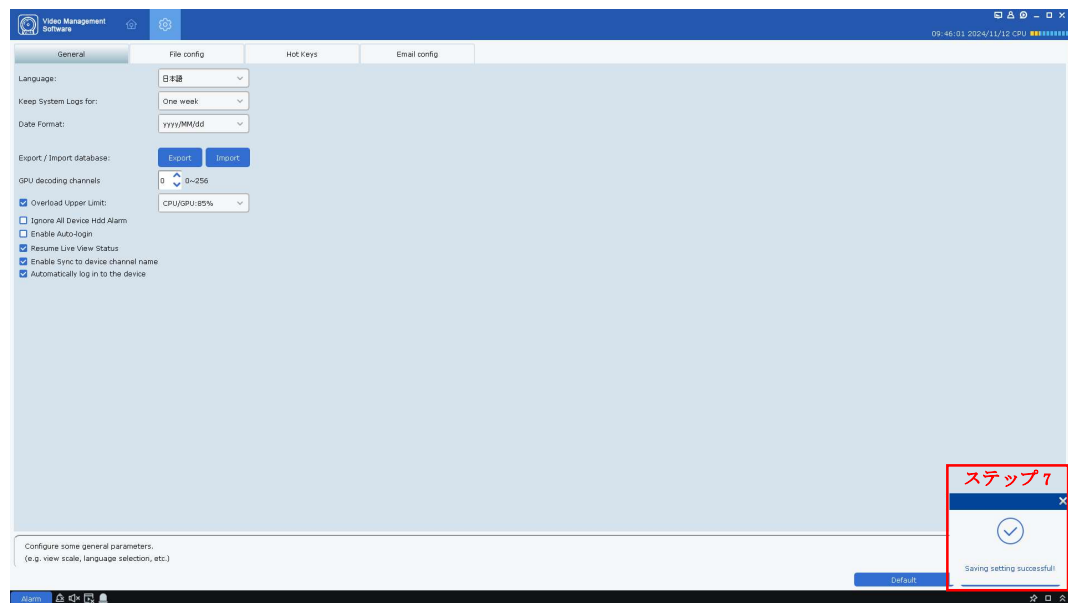 Video Management
Software
09:46:01 2024/11/12 CPU
General
File config
Hot Keys
Email config
Language:
日本語
Keep System Logs for:
One week
Date Format:
yyyy/MM/dd
Export / Import database:
Export
Import
GPU decoding channels
0
0~256
Overload Upper Limit:
CPU/GPU:85%
Ignore All Device Hdd Alarm
Enable Auto-login
Resume Live View Status
Enable Sync to device channel name
Automatically log in to the device
ステップ7
Saving setting successful!
Configure some general parameters.
(e.g. view scale, language selection, etc.)
Default
Alarm